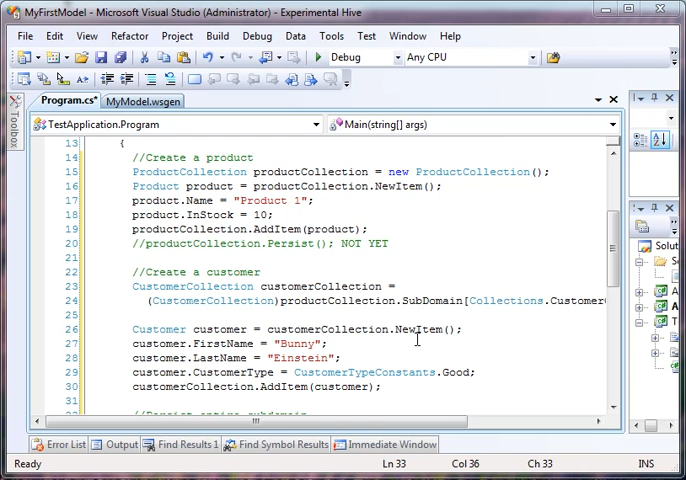 MyFirstModel - Microsoft Visual Studio (Administrator) - Experimental Hive
File Edit View Refactor Project Build Debug Data Tools Test Window Help
Debug Any CPU
Program.cs* MyModel.wsgen
TestApplication.Program Main(string[] args)
Toolbox
13 {
14 //Create a product
15 ProductCollection productCollection = new ProductCollection();
16 Product product = productCollection.NewItem();
17 product.Name = "Product 1";
18 product.InStock = 10;
19 productCollection.AddItem(product);
20 //productCollection.Persist(); NOT YET
21
22 //Create a customer
23 CustomerCollection customerCollection =
24 (CustomerCollection)productCollection.SubDomain[Collections.Customer
25
26 Customer customer = customerCollection.NewItem();
27 customer.FirstName = "Bunny";
28 customer.LastName = "Einstein";
29 customer.CustomerType = CustomerTypeConstants.Good;
30 customerCollection.AddItem(customer);
31
32 //Persist entire subdomain
Solut
Error List Output Find Results 1 Find Symbol Results Immediate Window
Ready Ln 33 Col 36 Ch 33 INS